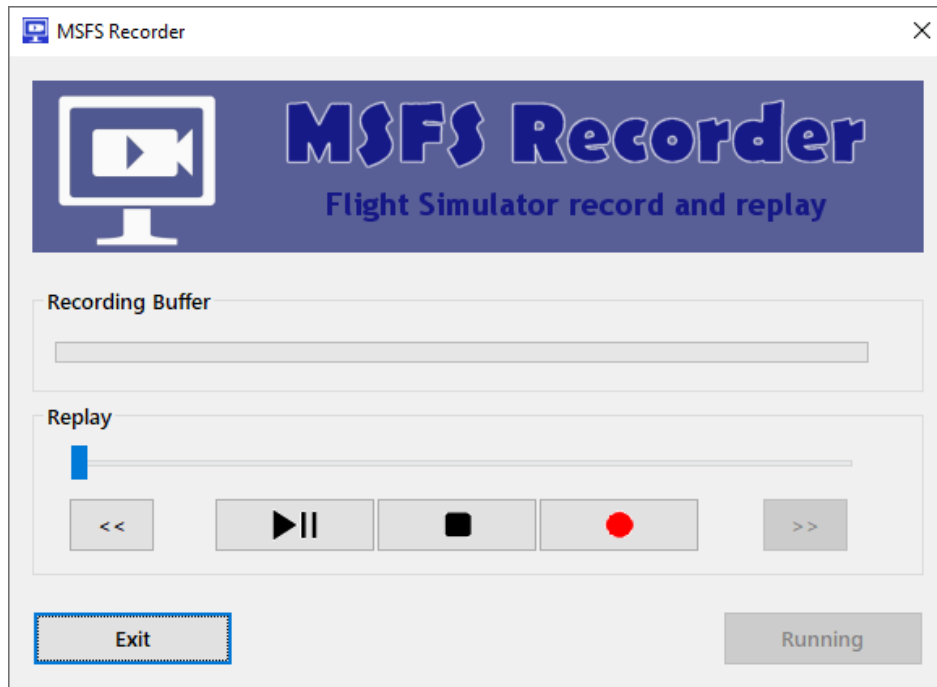 MSFS Recorder
MSFS Recorder
Flight Simulator record and replay
Recording Buffer
Replay
<<
>>
Exit
Running